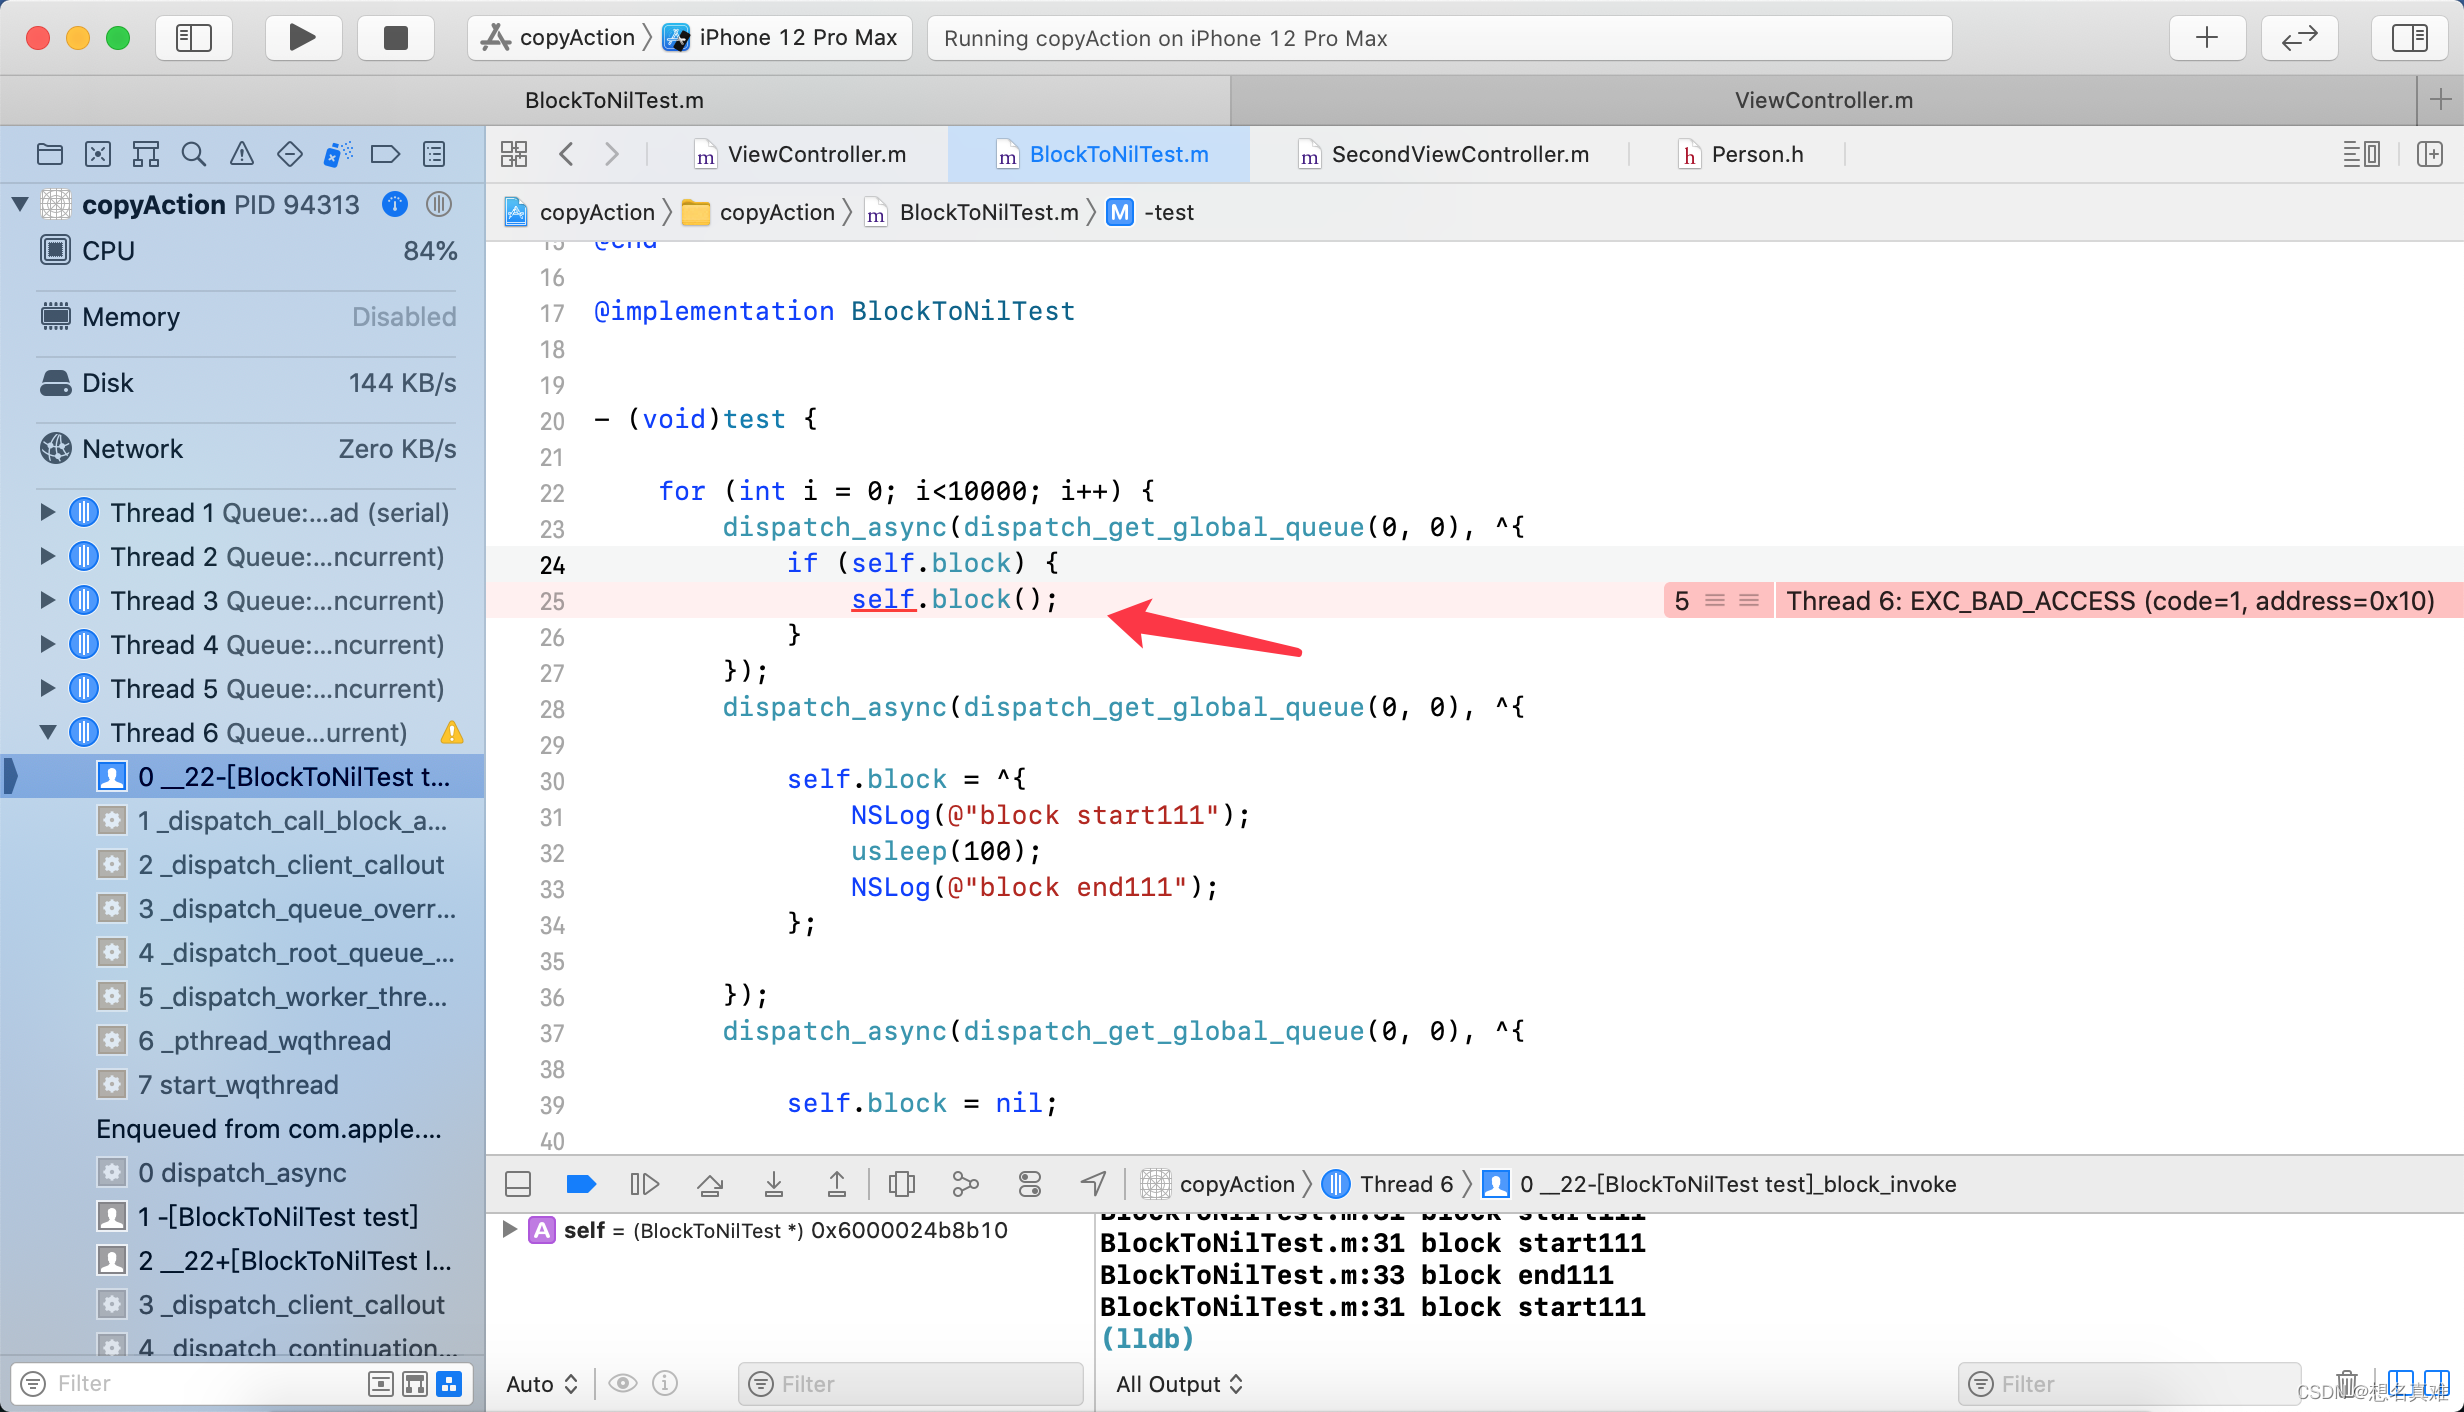 copyAction 〉 iPhone 12 Pro Max
Running copyAction on iPhone 12 Pro Max
BlockToNilTest.m
ViewController.m
ViewController.m
BlockToNilTest.m
SecondViewController.m
Person.h
copyAction 〉 copyAction 〉 BlockToNilTest.m 〉 M -test
copyAction PID 94313
CPU 84%
Memory Disabled
Disk 144 KB/s
Network Zero KB/s
Thread 1 Queue:...ad (serial)
Thread 2 Queue:...ncurrent)
Thread 3 Queue:...ncurrent)
Thread 4 Queue:...ncurrent)
Thread 5 Queue:...ncurrent)
Thread 6 Queue...urrent)
0 __22-[BlockToNilTest t...
1 _dispatch_call_block_a...
2 _dispatch_client_callout
3 _dispatch_queue_overr...
4 _dispatch_root_queue_...
5 _dispatch_worker_thre...
6 _pthread_wqthread
7 start_wqthread
Enqueued from com.apple....
0 dispatch_async
1 -[BlockToNilTest test]
2 __22+[BlockToNilTest l...
3 _dispatch_client_callout
4 _dispatch_continuation...
Filter
15 @end
16
17 @implementation BlockToNilTest
18
19
20 - (void)test {
21
22 for (int i = 0; i<10000; i++) {
23 dispatch_async(dispatch_get_global_queue(0, 0), ^{
24 if (self.block) {
25 self.block();
5 Thread 6: EXC_BAD_ACCESS (code=1, address=0x10)
26 }
27 });
28 dispatch_async(dispatch_get_global_queue(0, 0), ^{
29
30 self.block = ^{
31 NSLog(@"block start111");
32 usleep(100);
33 NSLog(@"block end111");
34 };
35
36 });
37 dispatch_async(dispatch_get_global_queue(0, 0), ^{
38
39 self.block = nil;
40
copyAction 〉 Thread 6 〉 0 __22-[BlockToNilTest test]_block_invoke
A self = (BlockToNilTest *) 0x6000024b8b10
BlockToNilTest.m:31 block start111
BlockToNilTest.m:31 block start111
BlockToNilTest.m:33 block end111
BlockToNilTest.m:31 block start111
(lldb)
Auto
Filter
All Output
Filter
CSDN @想名真难